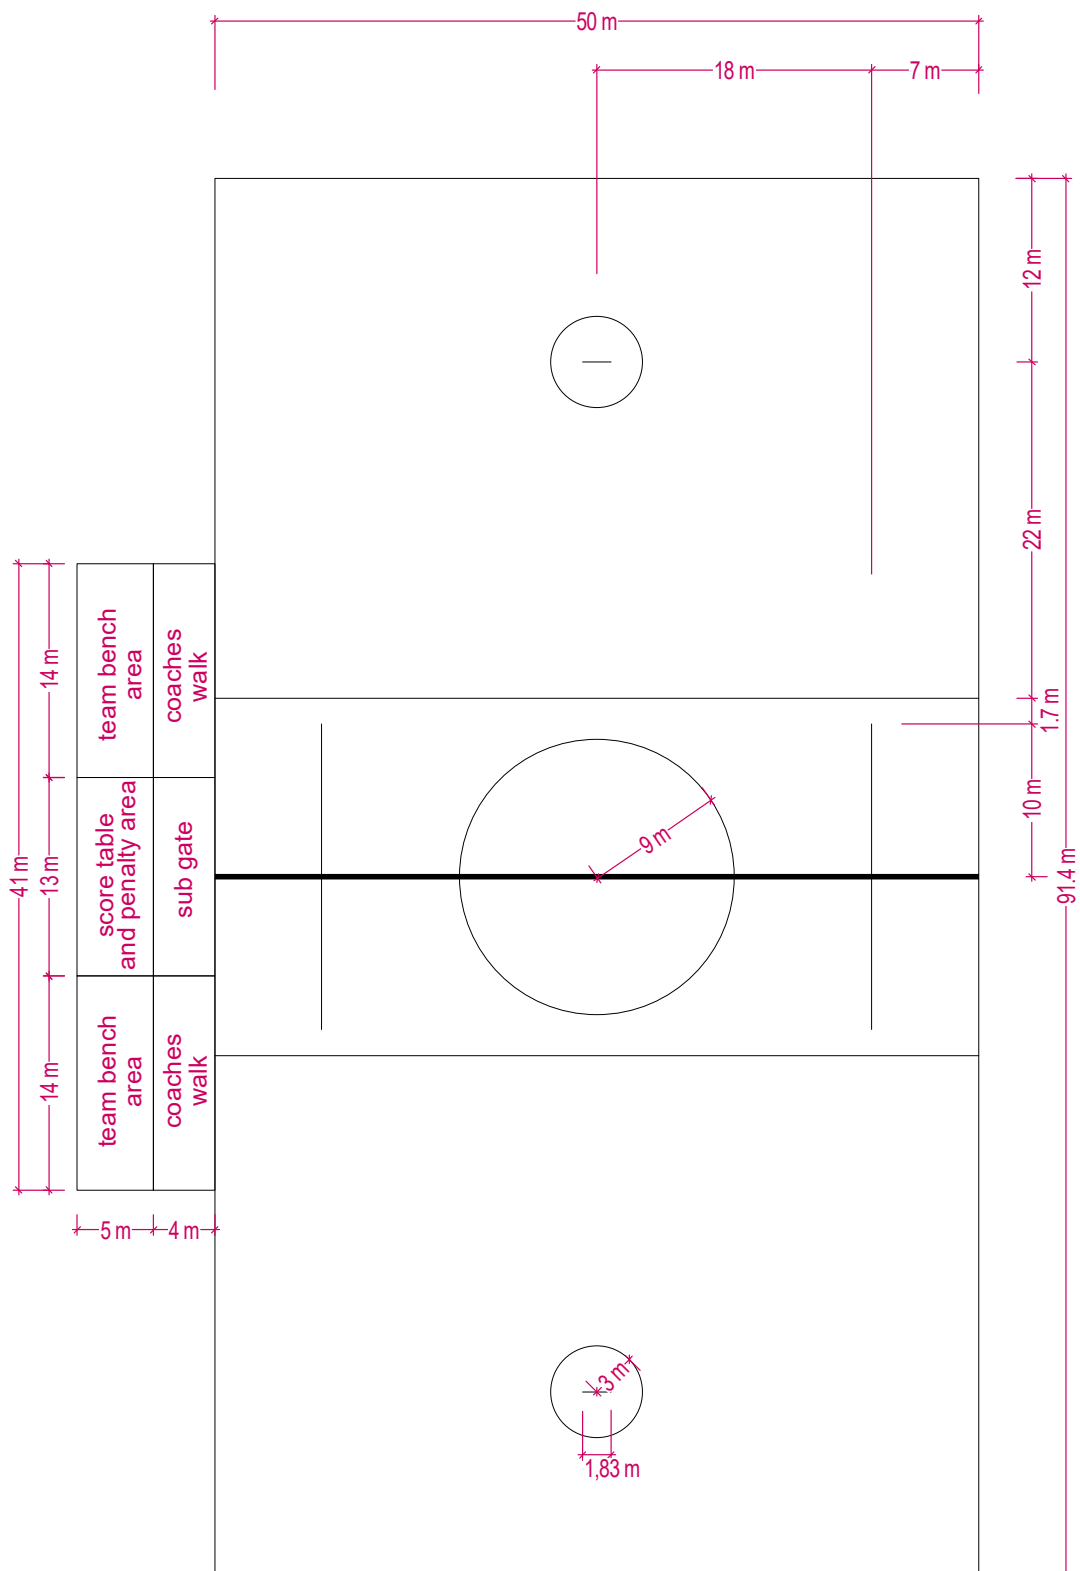 50 m
18 m
7 m
12 m
22 m
1.7 m
10 m
91.4 m
41 m
14 m
13 m
14 m
team bench
area
coaches
walk
score table
and penalty area
sub gate
team bench
area
coaches
walk
9 m
5 m
4 m
3 m
1,83 m